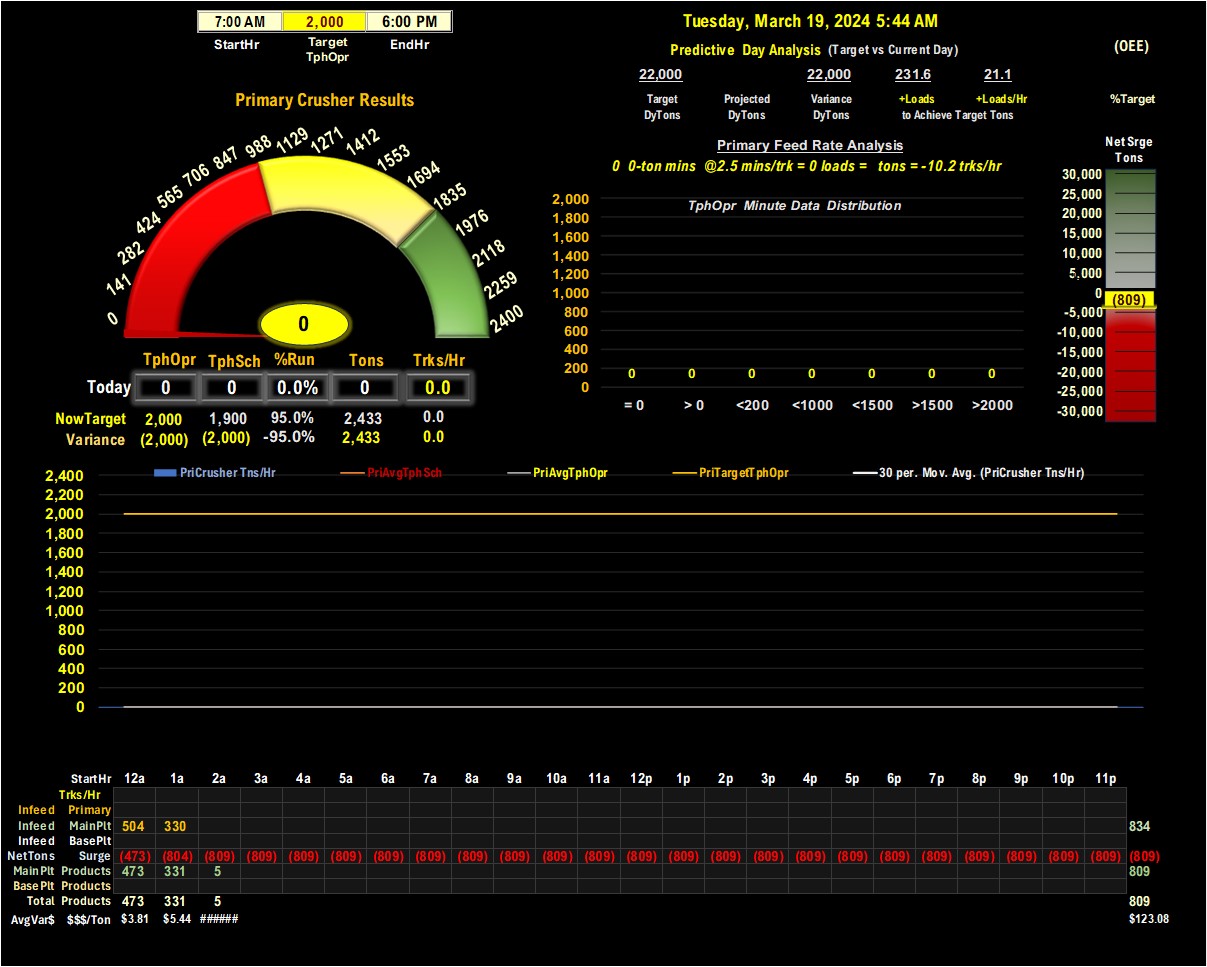 7:00 AM 2,000 6:00 PM
StartHr Target TphOpr EndHr
Tuesday, March 19, 2024 5:44 AM
Predictive Day Analysis (Target vs Current Day)
(OEE)
22,000 22,000 231.6 21.1
Target DyTons Projected DyTons Variance DyTons +Loads +Loads/Hr
to Achieve Target Tons
%Target
Primary Crusher Results
0 141 282 424 565 706 847 988 1129 1271 1412 1553 1694 1835 1976 2118 2259 2400
0
Primary Feed Rate Analysis
0 0-ton mins @2.5 mins/trk = 0 loads = tons = -10.2 trks/hr
TphOpr Minute Data Distribution
2,000
1,800
1,600
1,400
1,200
1,000
800
600
400
200
0
0 0 0 0 0 0 0
= 0 > 0 <200 <1000 <1500 >1500 >2000
Net Srge
Tons
30,000
25,000
20,000
15,000
10,000
5,000
0
(809)
-5,000
-10,000
-15,000
-20,000
-25,000
-30,000
TphOpr TphSch %Run Tons Trks/Hr
Today 0 0 0.0% 0 0.0
NowTarget 2,000 1,900 95.0% 2,433 0.0
Variance (2,000) (2,000) -95.0% 2,433 0.0
PriCrusher Tns/Hr PriAvgTphSch PriAvgTphOpr PriTargetTphOpr 30 per. Mov. Avg. (PriCrusher Tns/Hr)
2,400
2,200
2,000
1,800
1,600
1,400
1,200
1,000
800
600
400
200
0
StartHr 12a 1a 2a 3a 4a 5a 6a 7a 8a 9a 10a 11a 12p 1p 2p 3p 4p 5p 6p 7p 8p 9p 10p 11p
Trks/Hr
Infeed Primary
Infeed MainPlt 504 330 834
Infeed BasePlt
NetTons Surge (473) (804) (809) (809) (809) (809) (809) (809) (809) (809) (809) (809) (809) (809) (809) (809) (809) (809) (809) (809) (809) (809) (809) (809) (809)
MainPlt Products 473 331 5 809
BasePlt Products
Total Products 473 331 5 809
AvgVar$ $$$/Ton $3.81 $5.44 ###### $123.08